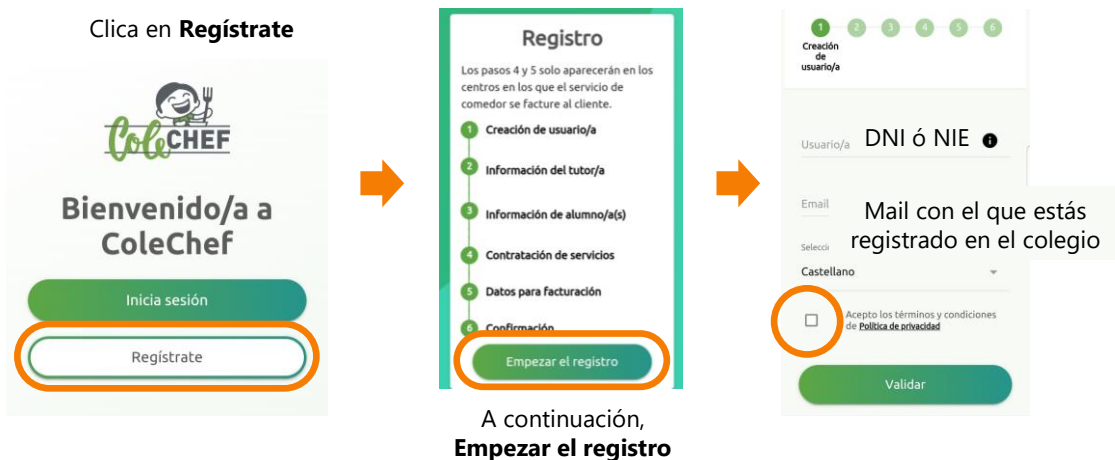 Clica en Regístrate
ColeCHEF
Bienvenido/a a
ColeChef
Inicia sesión
Regístrate
Registro
Los pasos 4 y 5 solo aparecerán en los
centros en los que el servicio de
comedor se facture al cliente.
1 Creación de usuario/a
2 Información del tutor/a
3 Información de alumno/a(s)
4 Contratación de servicios
5 Datos para facturación
6 Confirmación
Empezar el registro
A continuación,
Empezar el registro
1 2 3 4 5 6
Creación
de
usuario/a
Usuario/a DNI ó NIE i
Email
Mail con el que estás
registrado en el colegio
Castellano
Acepto los términos y condiciones
de Política de privacidad
Validar